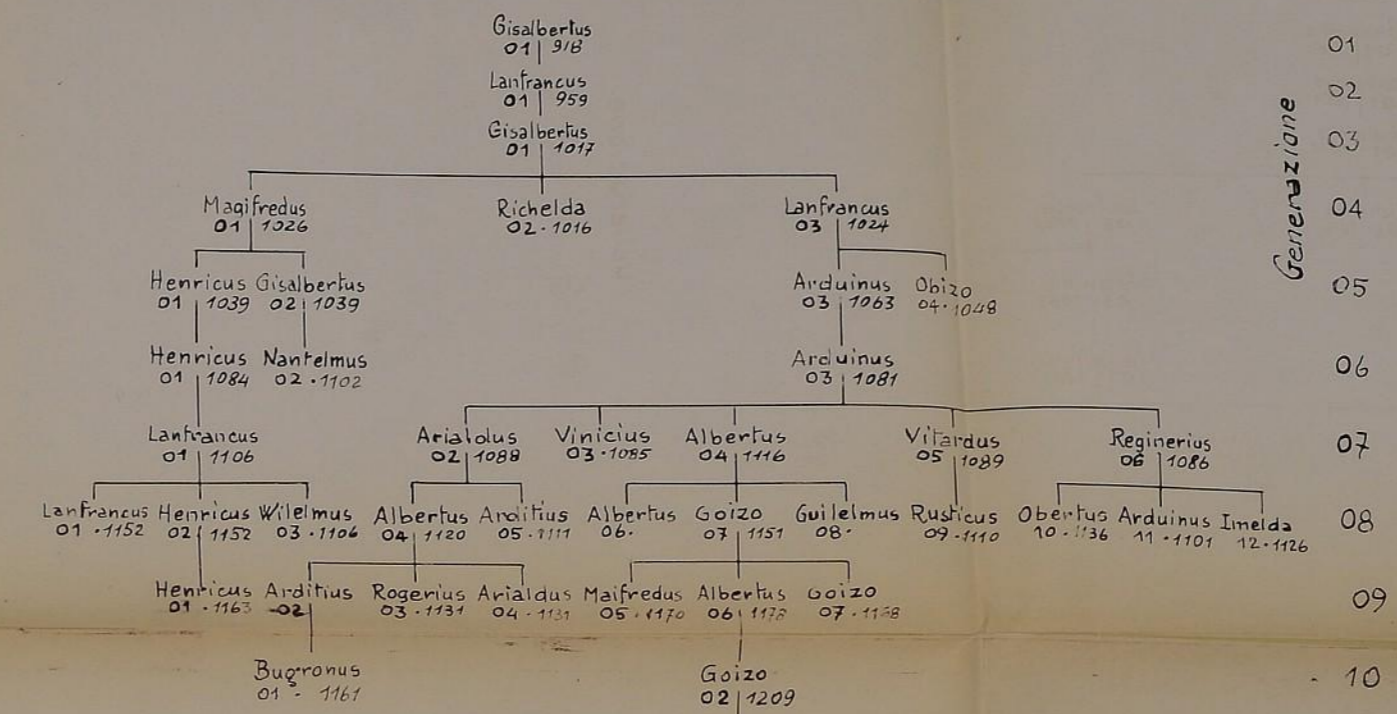 Gisalbertus
01 | 918
01
Lanfrancus
01 | 959
02
Gisalbertus
01 | 1017
03
Generazione
Magifredus Richelda Lanfrancus
01 | 1026 02 · 1016 03 | 1024
04
Henricus Gisalbertus Arduinus Obizo
01 | 1039 02 | 1039 03 | 1063 04 · 1048
05
Henricus Nantelmus Arduinus
01 | 1084 02 · 1102 03 | 1081
06
Lanfrancus Arialdus Vinicius Albertus Vitardus Reginerius
01 | 1106 02 | 1088 03 · 1085 04 | 1116 05 | 1089 06 | 1086
07
Lanfrancus Henricus Wilelmus Albertus Arditius Albertus Goizo Guilelmus Rusticus Obertus Arduinus Imelda
01 · 1152 02 | 1152 03 · 1106 04 | 1120 05 · 1111 06 · 07 | 1151 08 · 09 · 1110 10 · 1136 11 · 1101 12 · 1126
08
Henricus Arditius Rogerius Arialdus Maifredus Albertus Goizo
01 · 1163 02 | 03 · 1131 04 · 1131 05 · 1170 06 | 1178 07 ·
09
Bugronus Goizo
01 · 1161 02 | 1209
10